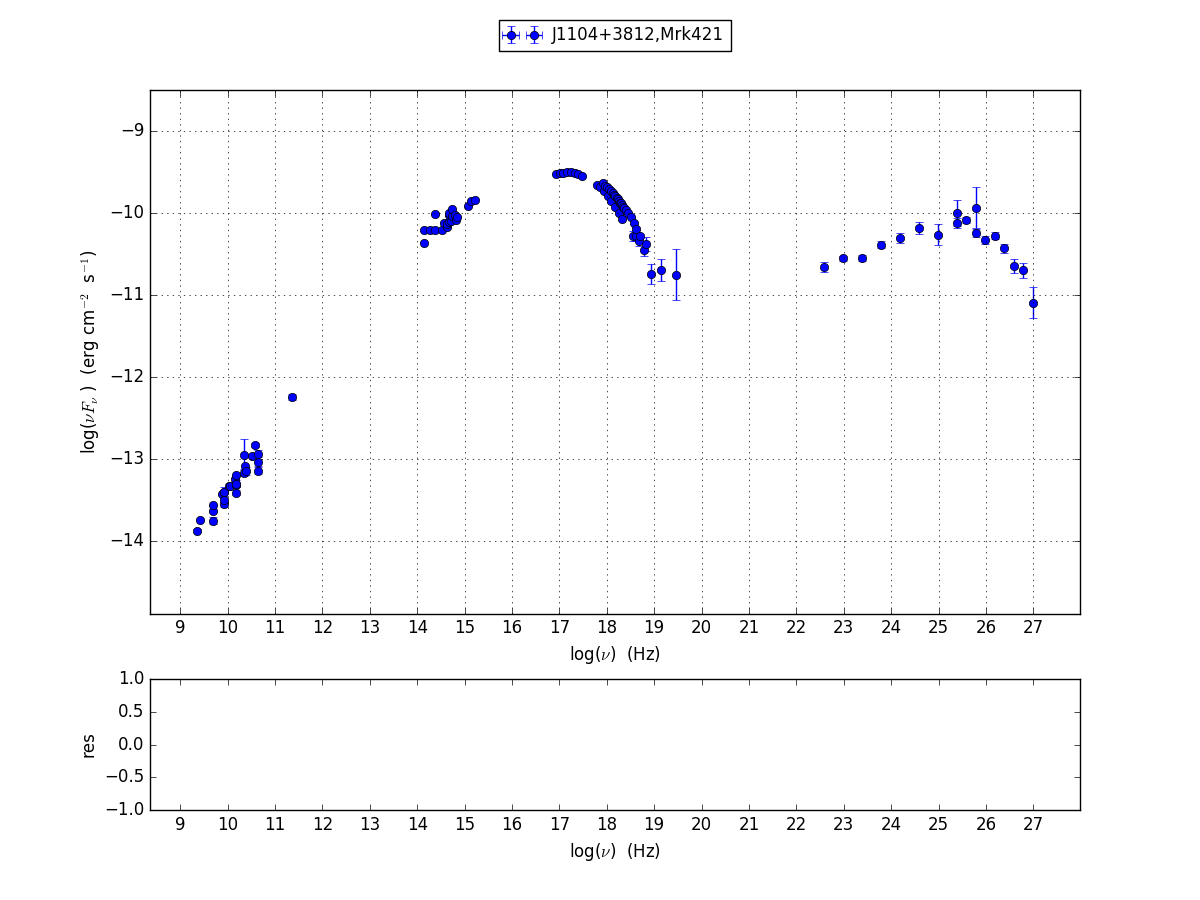 J1104+3812,Mrk421
−9
−10
−11
−12
−13
−14
log(νFν) (erg cm−2 s−1)
9 10 11 12 13 14 15 16 17 18 19 20 21 22 23 24 25 26 27
log(ν) (Hz)
1.0
0.5
0.0
−0.5
−1.0
res
9 10 11 12 13 14 15 16 17 18 19 20 21 22 23 24 25 26 27
log(ν) (Hz)